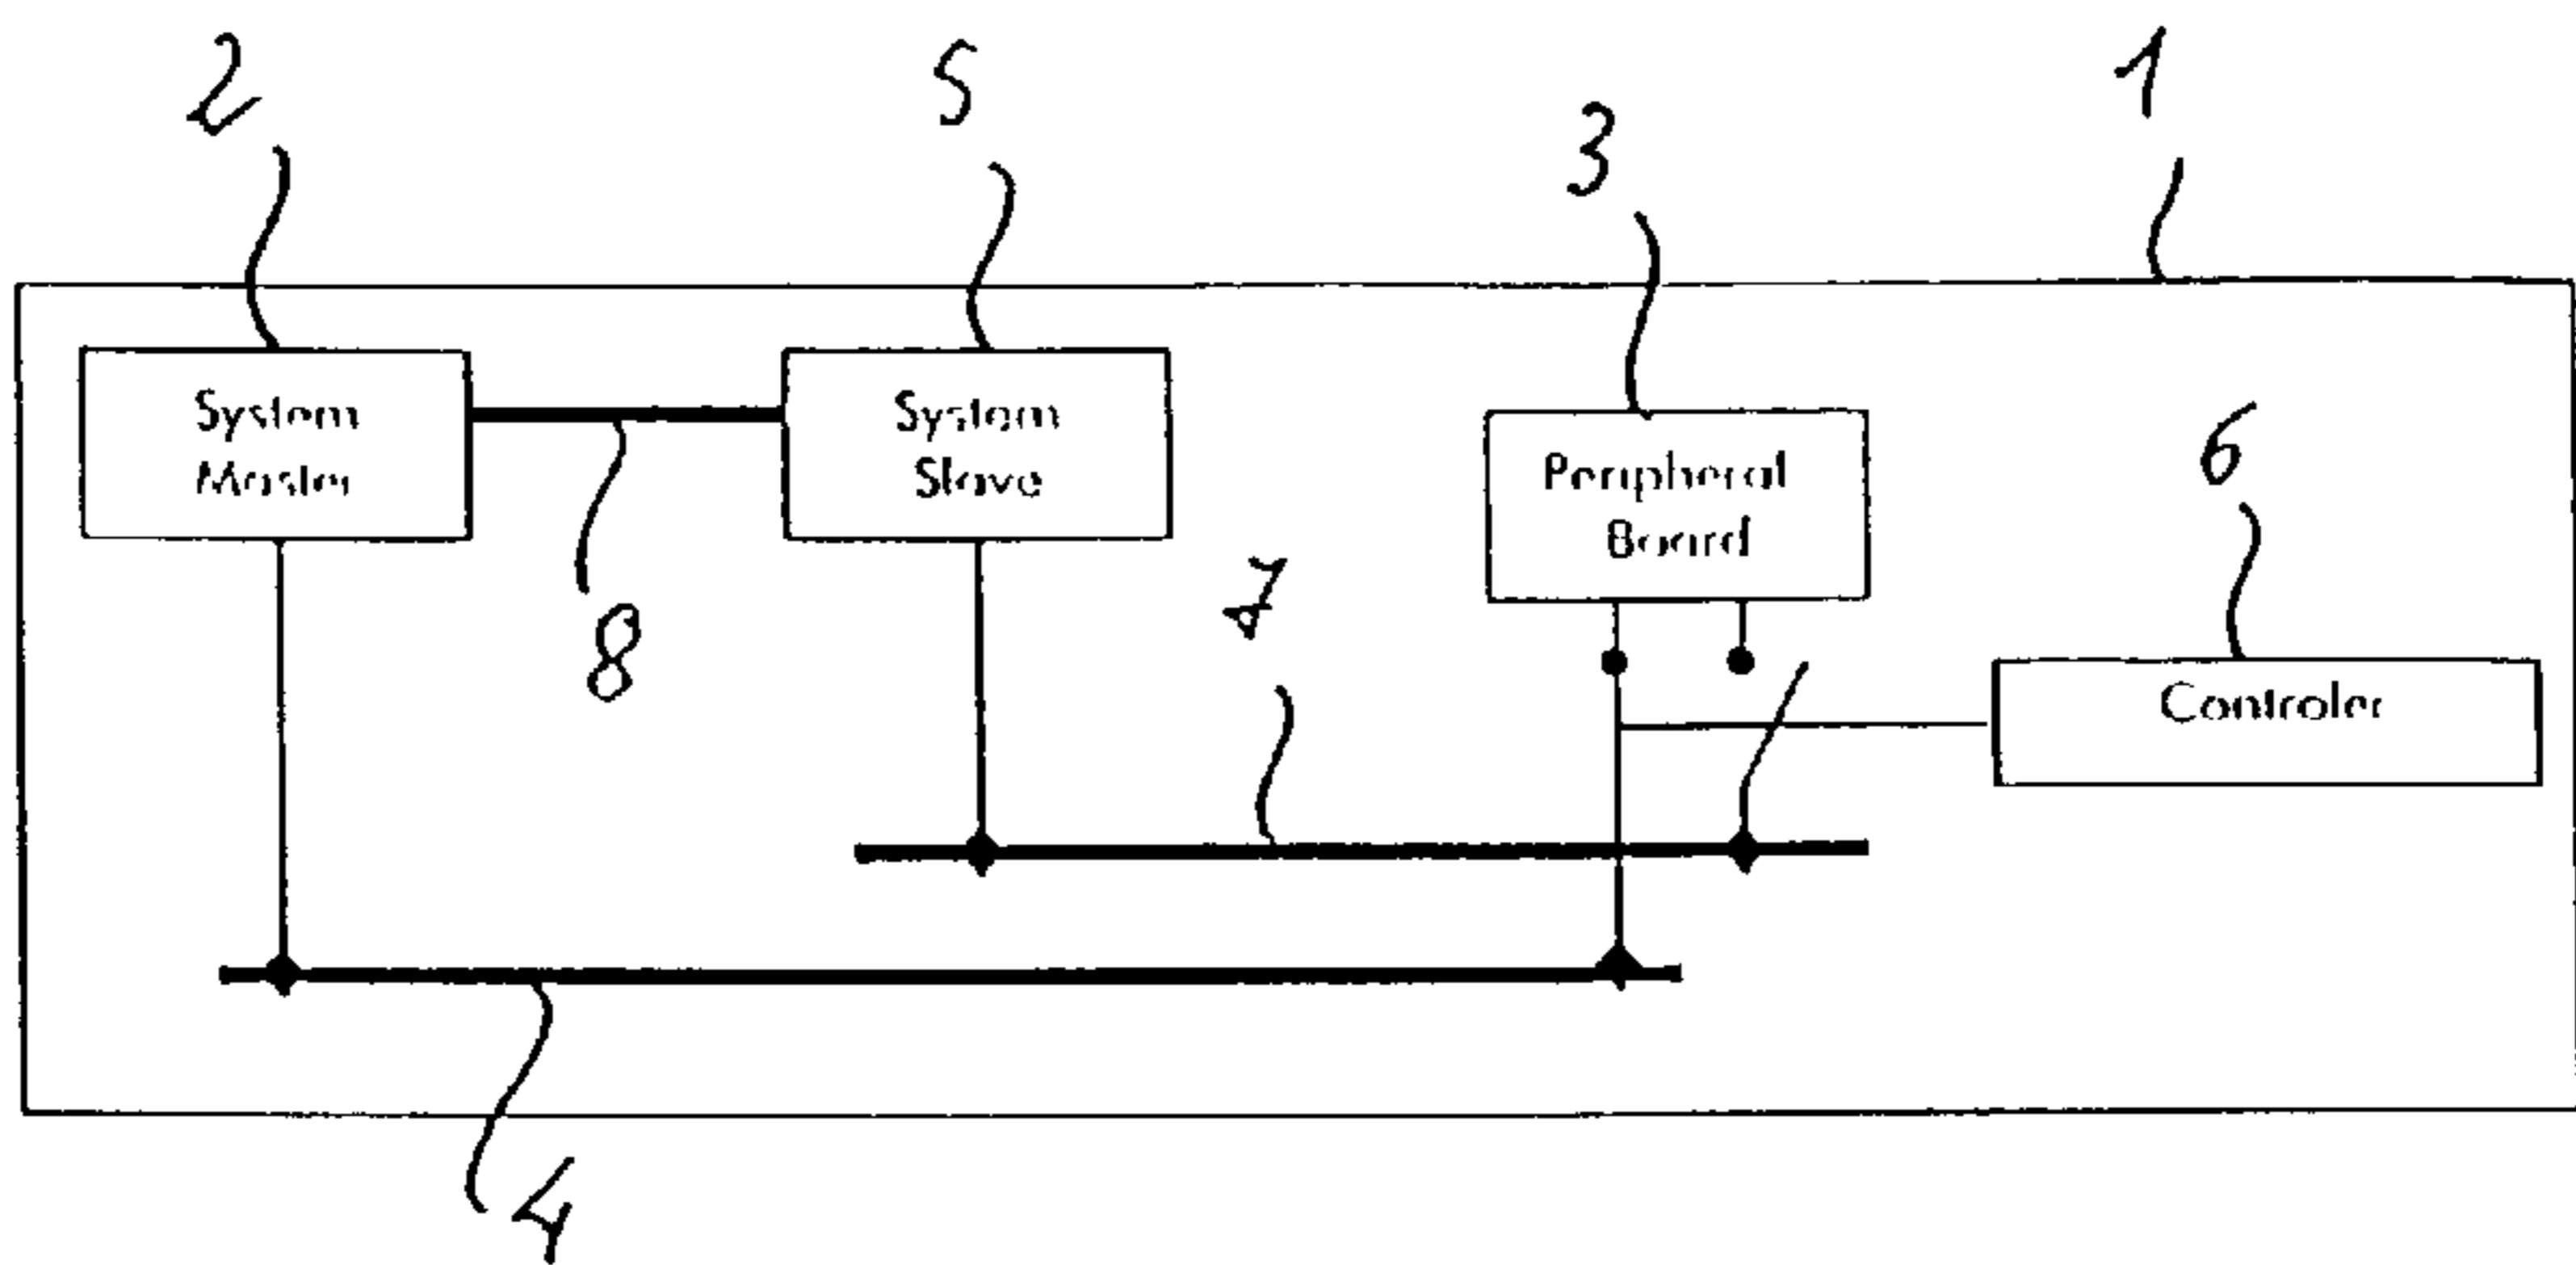 2
5
1
3
System
Master
System
Slave
Peripheral
Board
6
8
7
Controler
4